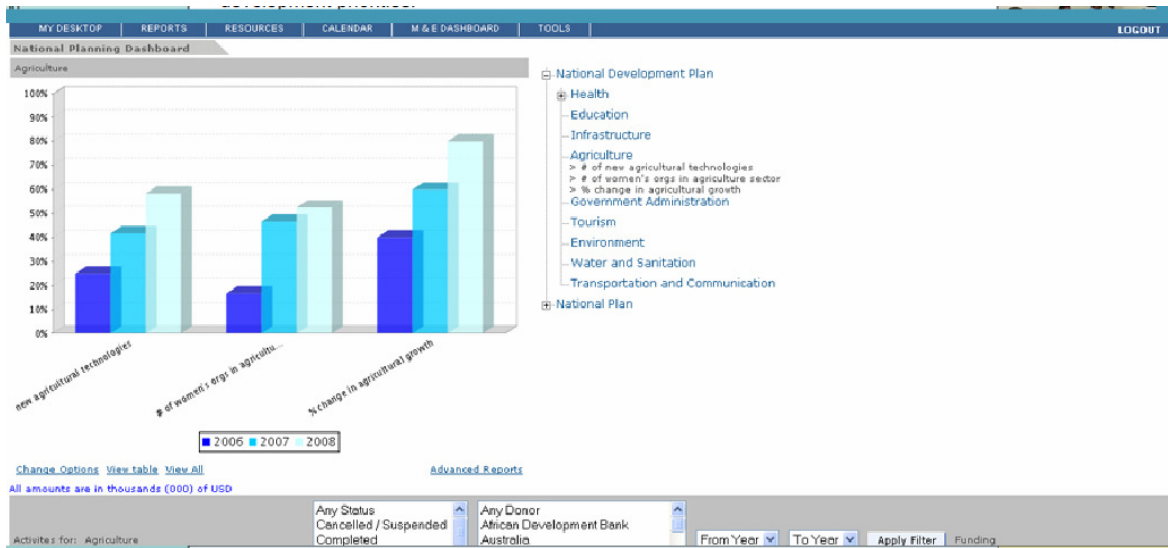 development priorities.
MY DESKTOP REPORTS RESOURCES CALENDAR M & E DASHBOARD TOOLS LOGOUT
National Planning Dashboard
Agriculture
100%
90%
80%
70%
60%
50%
40%
30%
20%
10%
0%
new agricultural technologies
# of women's orgs in agricultu...
% change in agricultural growth
2006 2007 2008
Change Options View table View All Advanced Reports
All amounts are in thousands (000) of USD
National Development Plan
Health
Education
Infrastructure
Agriculture
> # of new agricultural technologies
> # of women's orgs in agriculture sector
> % change in agricultural growth
Government Administration
Tourism
Environment
Water and Sanitation
Transportation and Communication
National Plan
Activites for: Agriculture
Any Status
Cancelled / Suspended
Completed
Any Donor
African Development Bank
Australia
From Year To Year Apply Filter Funding